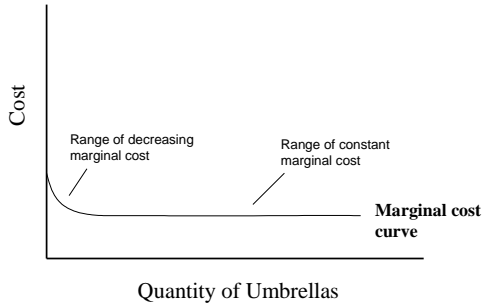 Cost
Range of decreasing
marginal cost
Range of constant
marginal cost
Marginal cost
curve
Quantity of Umbrellas